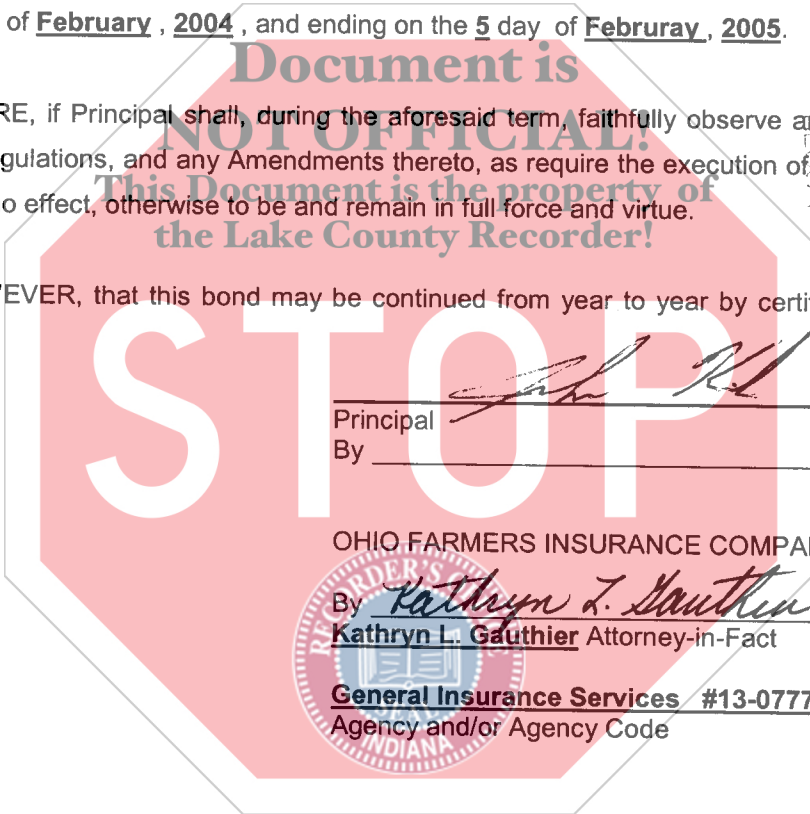 of February , 2004 , and ending on the 5 day of Februray , 2005.
Document is
RE, if Principal shall, during the aforesaid term, faithfully observe
NOT OFFICIAL!
gulations, and any Amendments thereto, as require the execution of
This Document is the property of
o effect, otherwise to be and remain in full force and virtue.
the Lake County Recorder!
EVER, that this bond may be continued from year to year by certi
STOP
Principal
By
OHIO FARMERS INSURANCE COMPA
By Kathryn L. Gauthier
Kathryn L. Gauthier Attorney-in-Fact
General Insurance Services #13-0777
Agency and/or Agency Code
RECORDER'S OFFICE
SEAL
INDIANA